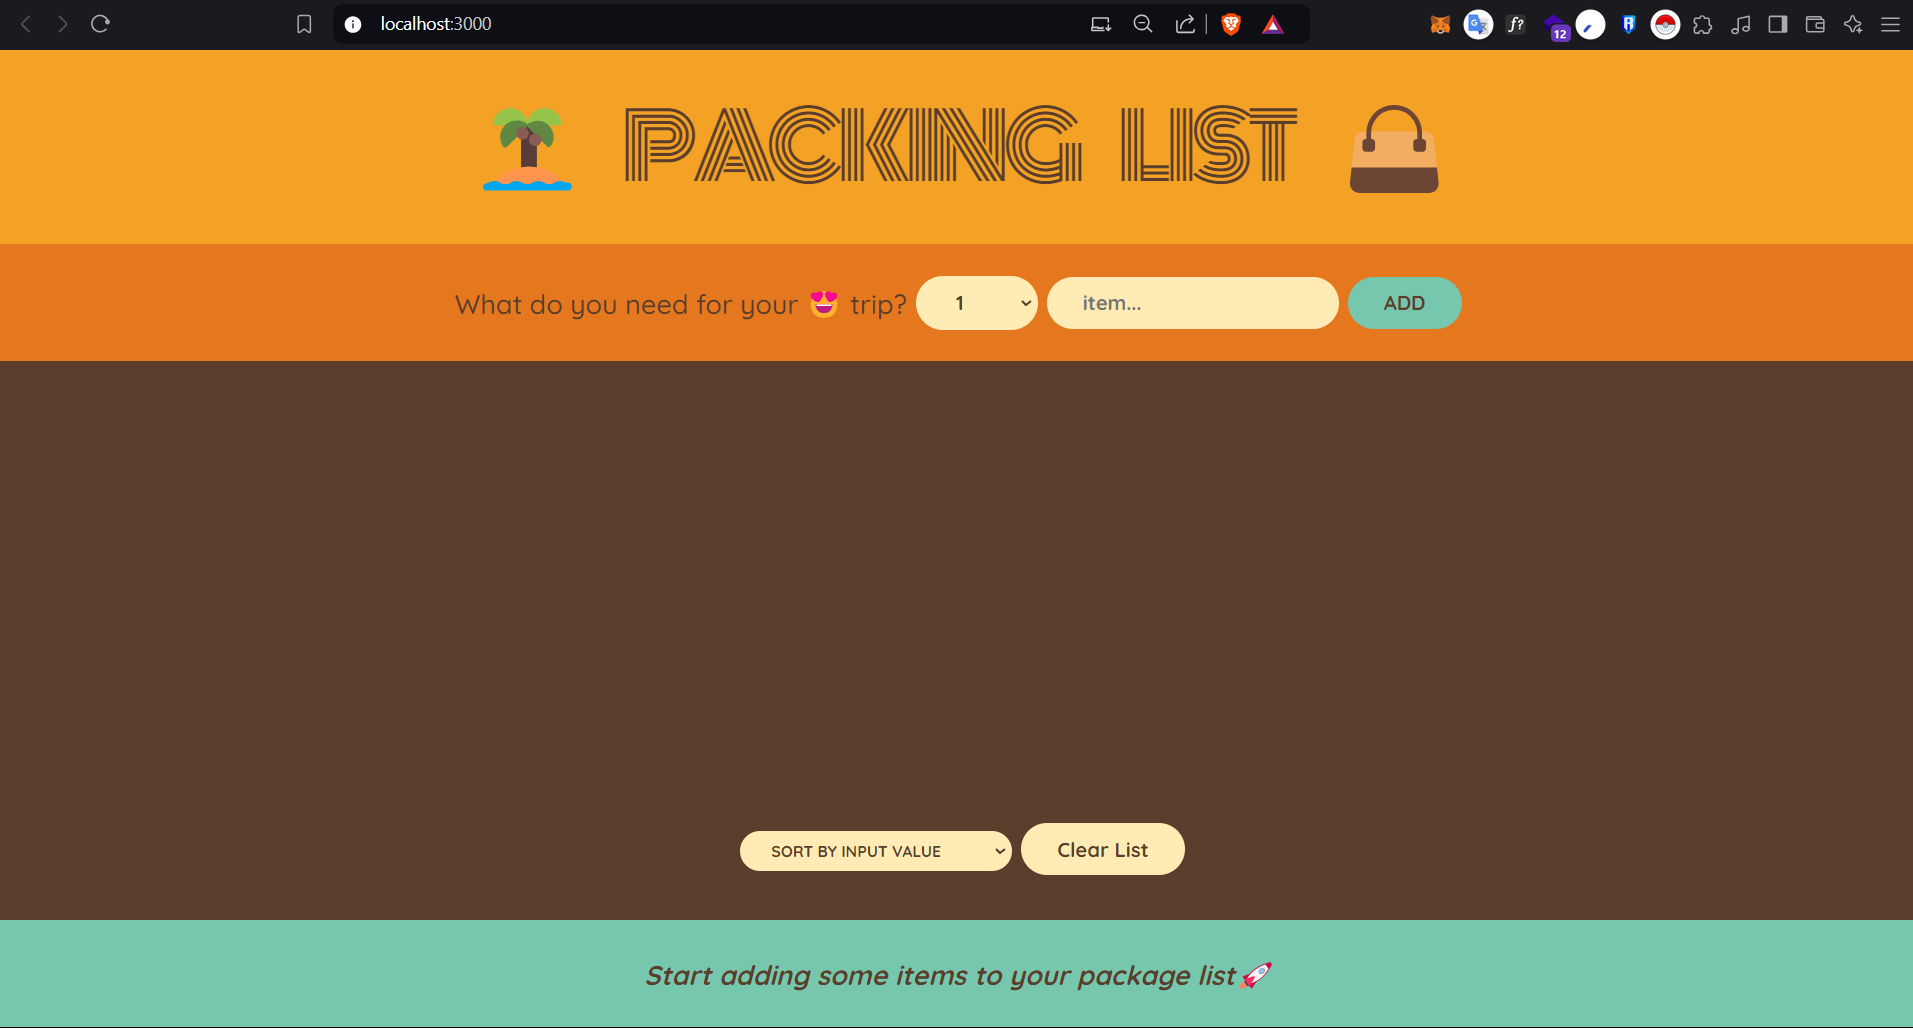 localhost:3000
12
🌴 PACKING LIST 👜
What do you need for your 😍 trip? 1 item... ADD
SORT BY INPUT VALUE Clear List
Start adding some items to your package list🚀